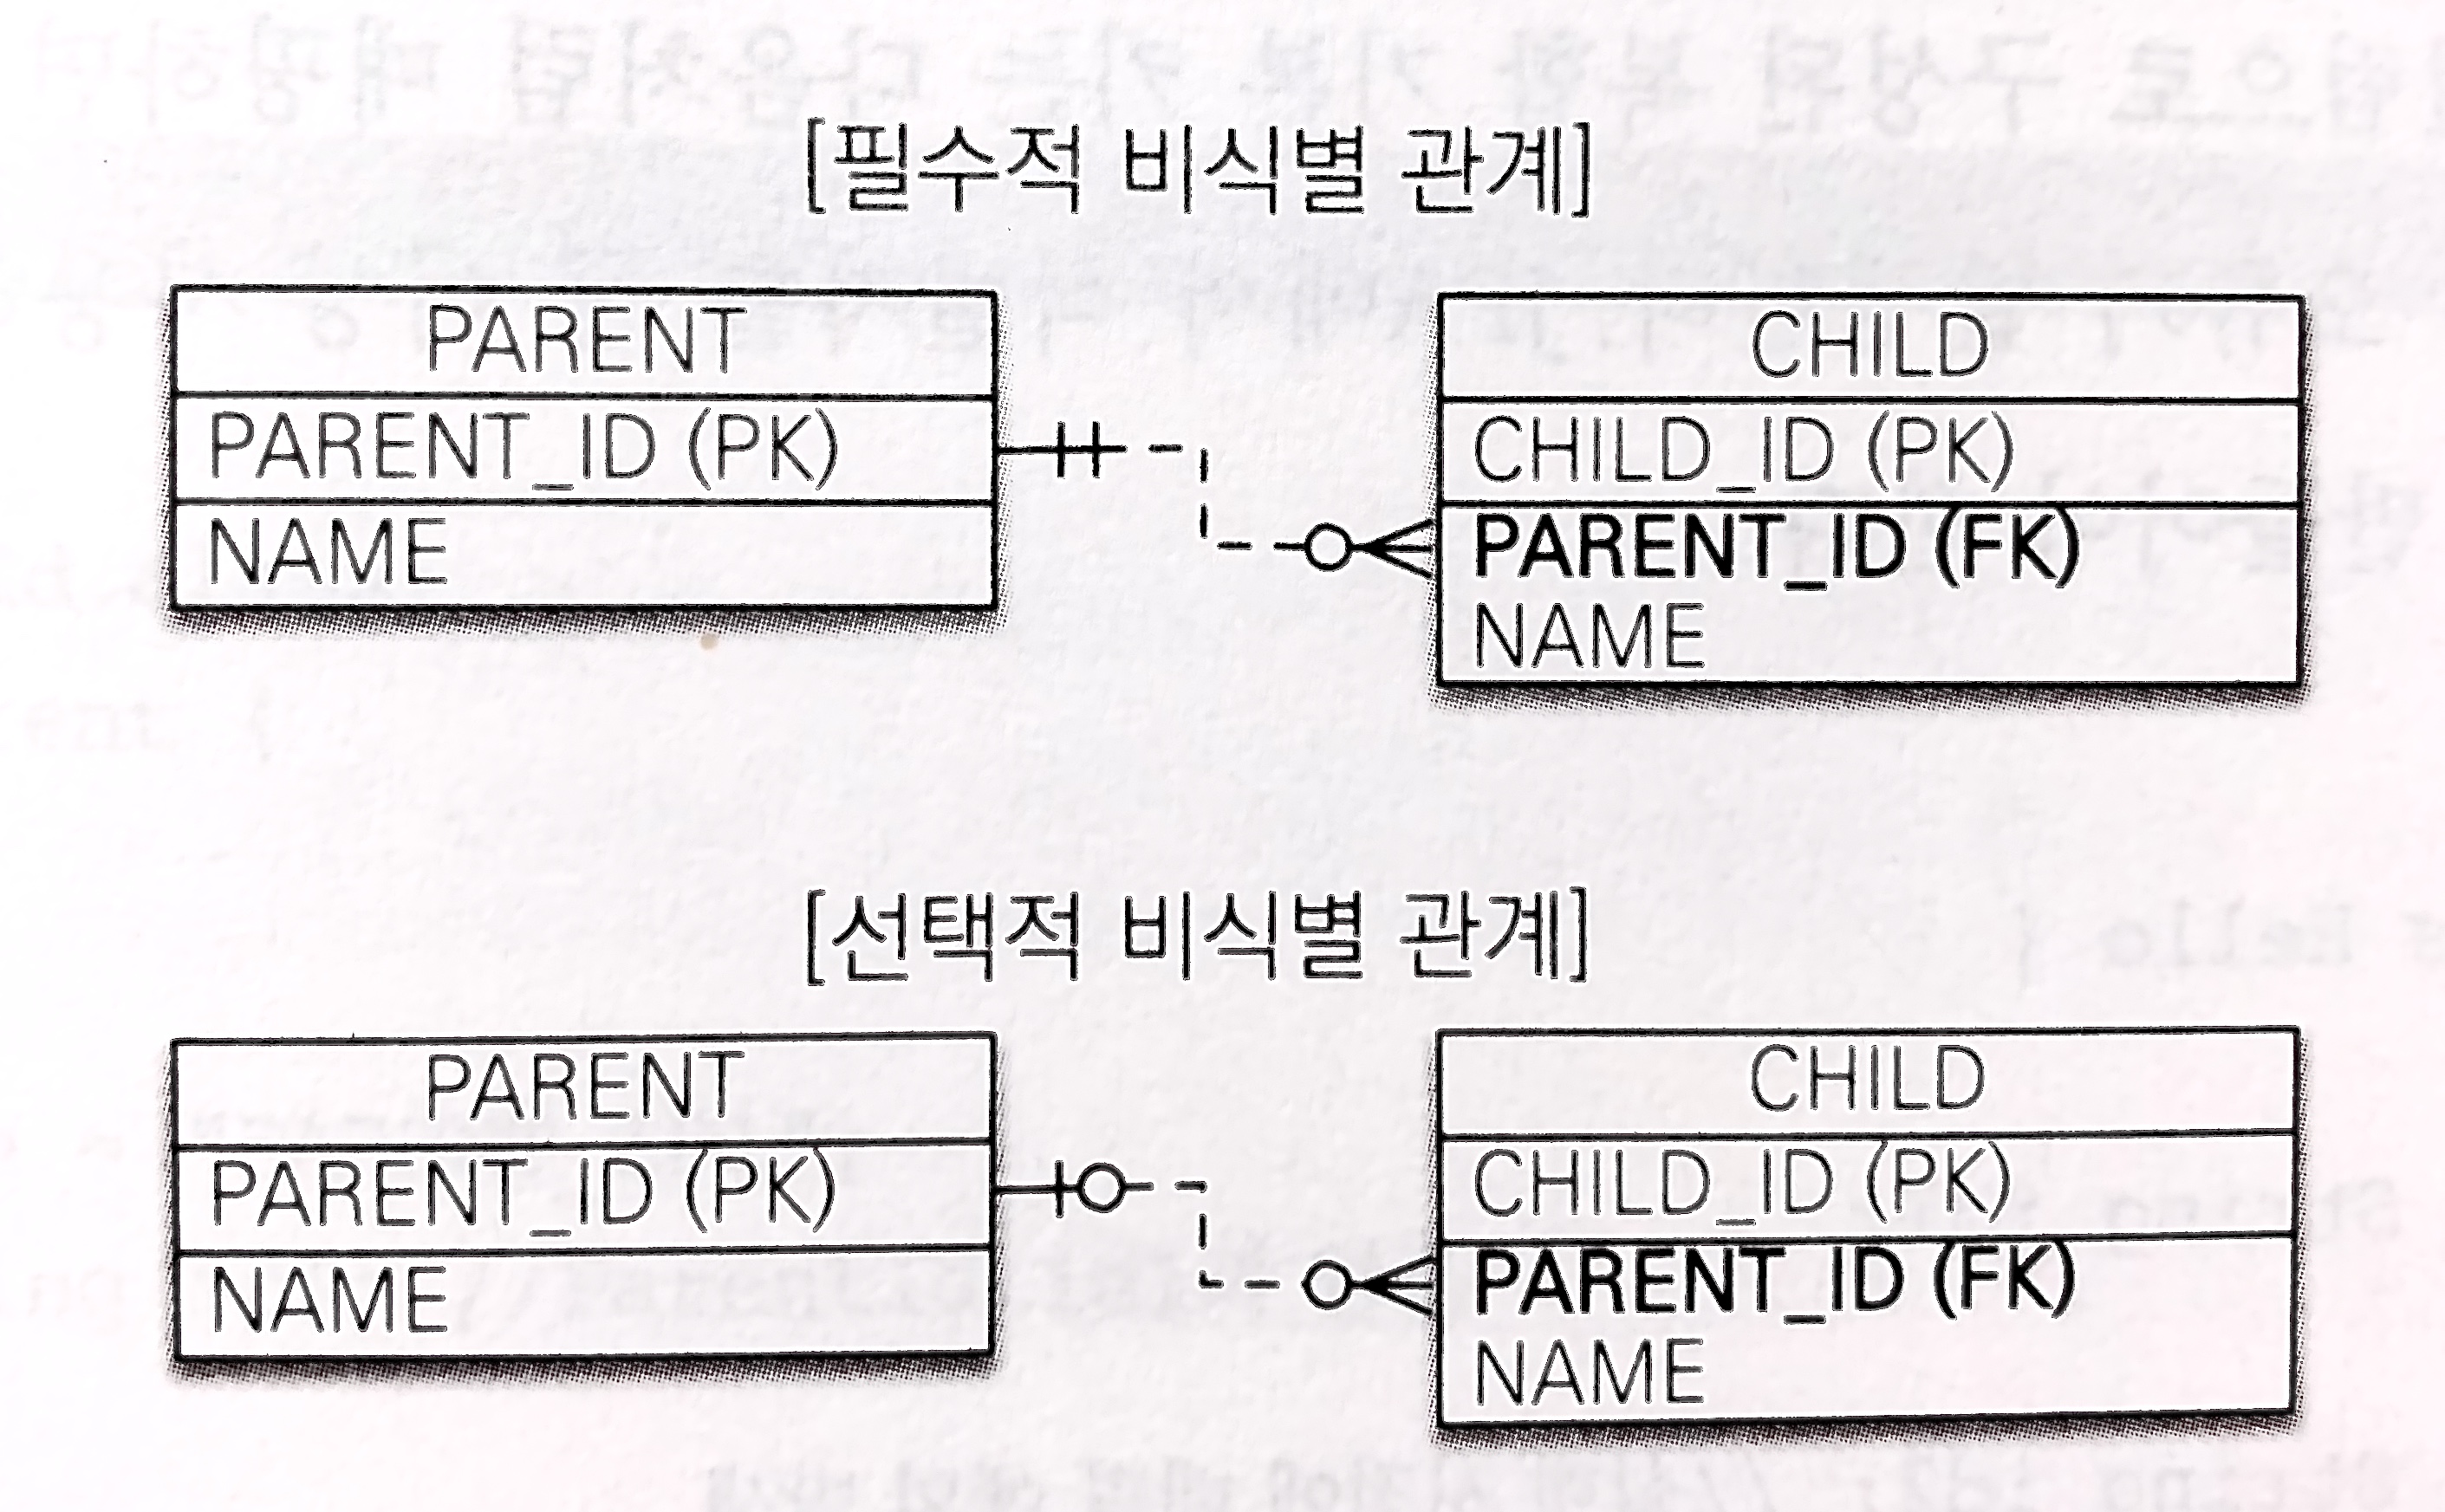 [필수적 비식별 관계]
PARENT
PARENT_ID (PK)
NAME
CHILD
CHILD_ID (PK)
PARENT_ID (FK)
NAME
[선택적 비식별 관계]
PARENT
PARENT_ID (PK)
NAME
CHILD
CHILD_ID (PK)
PARENT_ID (FK)
NAME